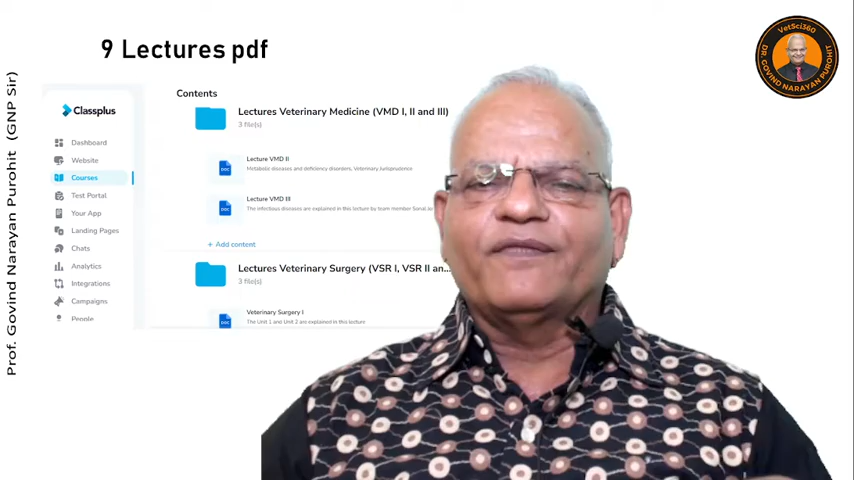 9 Lectures pdf
VetSci360
DR. GOVIND NARAYAN PUROHIT
Prof. Govind Narayan Purohit (GNP Sir)
Classplus
Dashboard
Website
Courses
Test Portal
Your App
Landing Pages
Chats
Analytics
Integrations
Campaigns
People
Contents
Lectures Veterinary Medicine (VMD I, II and III)
3 file(s)
DOC
Lecture VMD II
Metabolic diseases and deficiency disorders, Veterinary Jurisprudence
DOC
Lecture VMD III
The infectious diseases are explained in this lecture by team member Sonal
+ Add content
Lectures Veterinary Surgery (VSR I, VSR II an...
3 file(s)
DOC
Veterinary Surgery I
The Unit 1 and Unit 2 are explained in this lecture